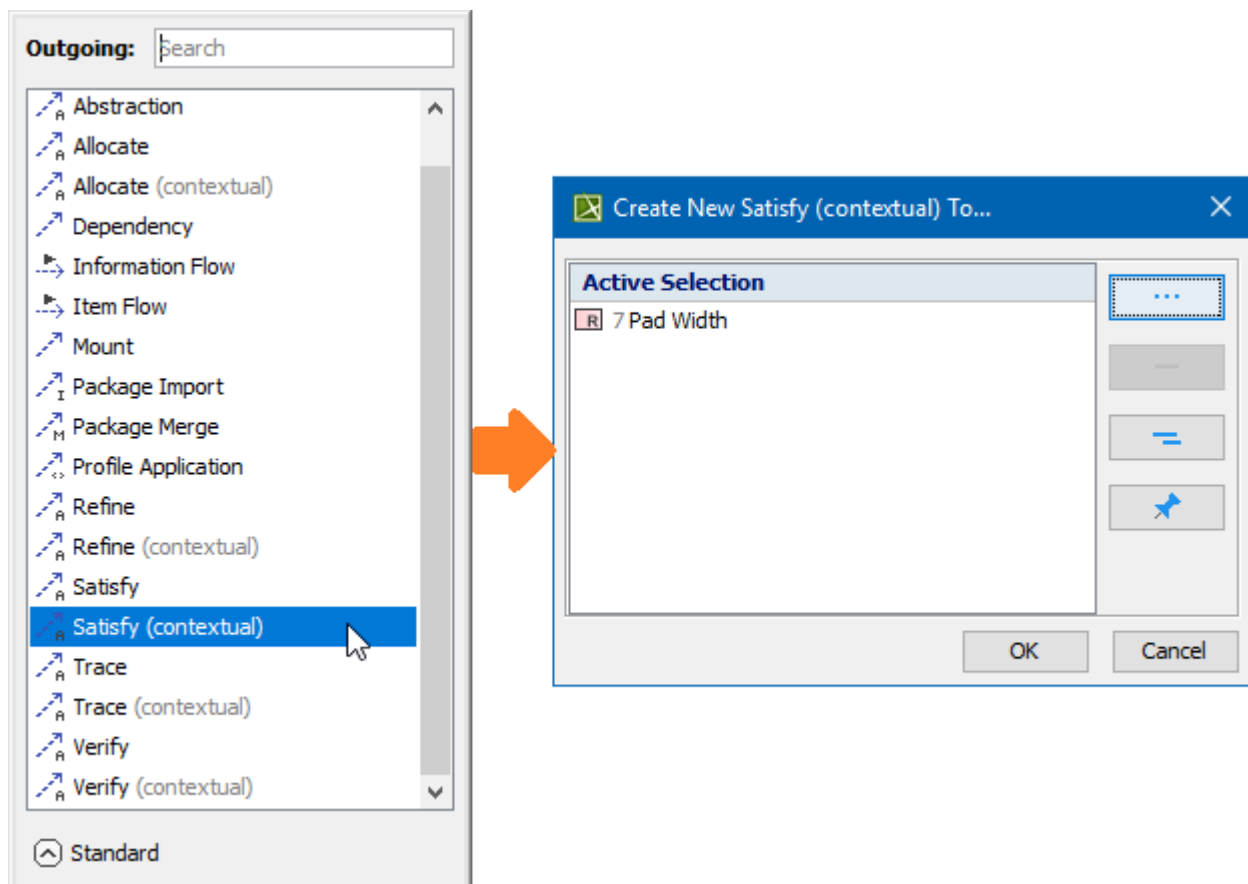 Outgoing: Search
Abstraction
Allocate
Allocate (contextual)
Dependency
Information Flow
Item Flow
Mount
Package Import
Package Merge
Profile Application
Refine
Refine (contextual)
Satisfy
Satisfy (contextual)
Trace
Trace (contextual)
Verify
Verify (contextual)
Standard
Create New Satisfy (contextual) To...
Active Selection
R 7 Pad Width
...
OK Cancel